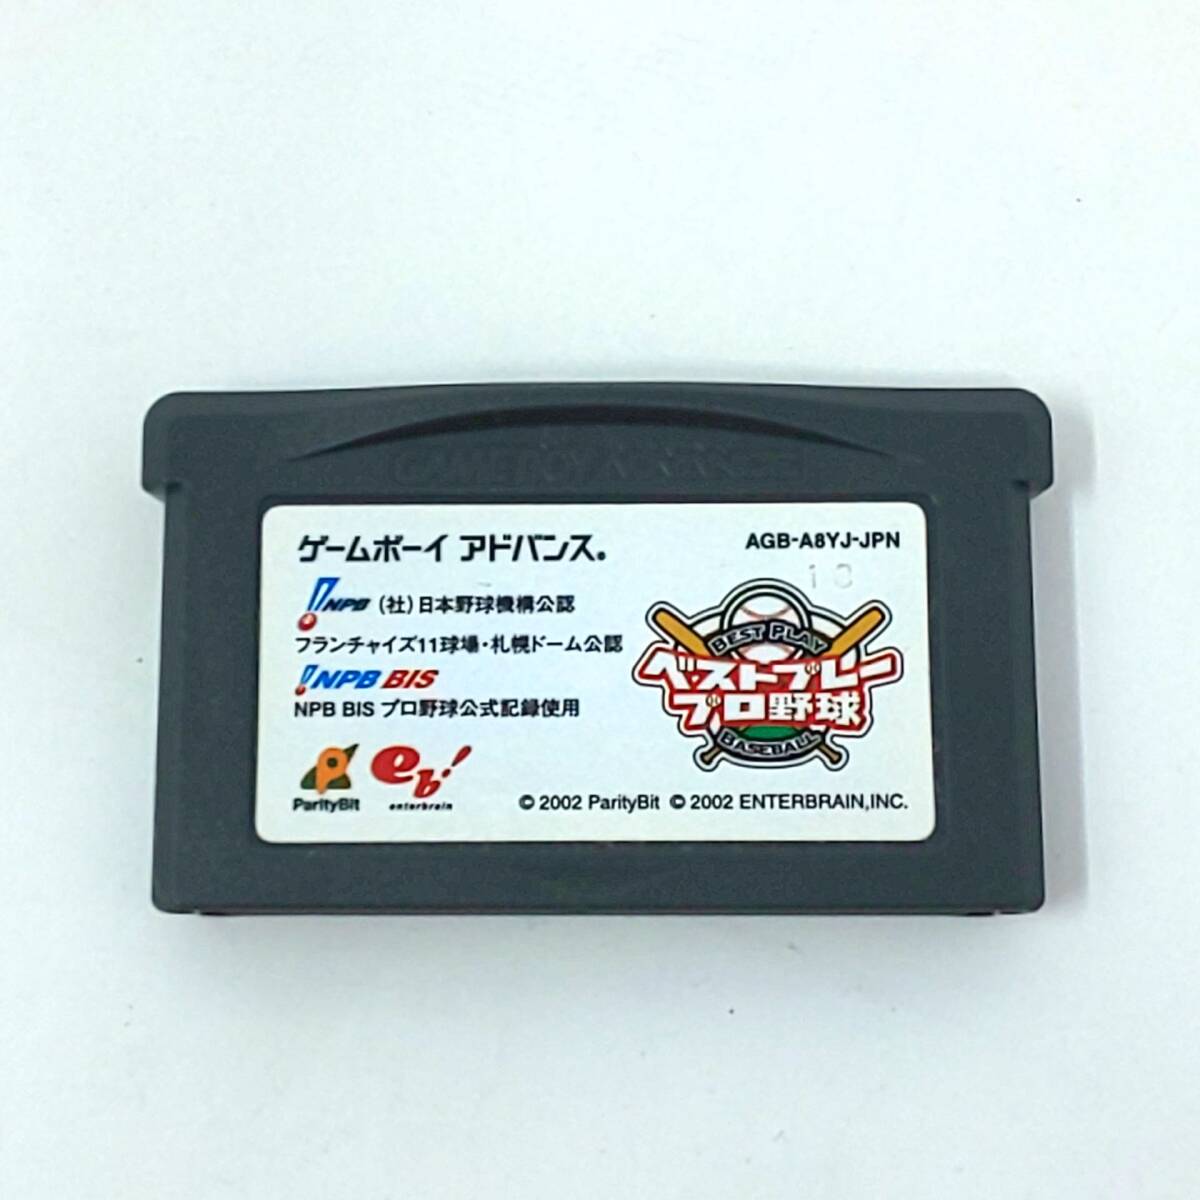 GAME BOY ADVANCE
ゲームボーイ アドバンス®
AGB-A8YJ-JPN
NPB (社)日本野球機構公認
フランチャイズ11球場・札幌ドーム公認
NPB BIS
NPB BIS プロ野球公式記録使用
BEST PLAY
ベストプレー
プロ野球
BASEBALL
ParityBit
eb!
enterbrain
© 2002 ParityBit © 2002 ENTERBRAIN,INC.